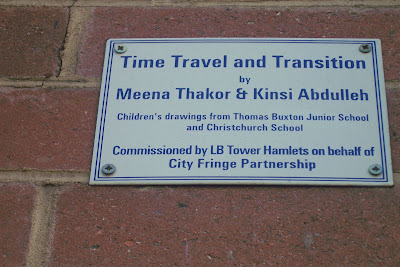 Time Travel and Transition
by
Meena Thakor & Kinsi Abdulleh
Children's drawings from Thomas Buxton Junior School
and Christchurch School
Commissioned by LB Tower Hamlets on behalf of
City Fringe Partnership